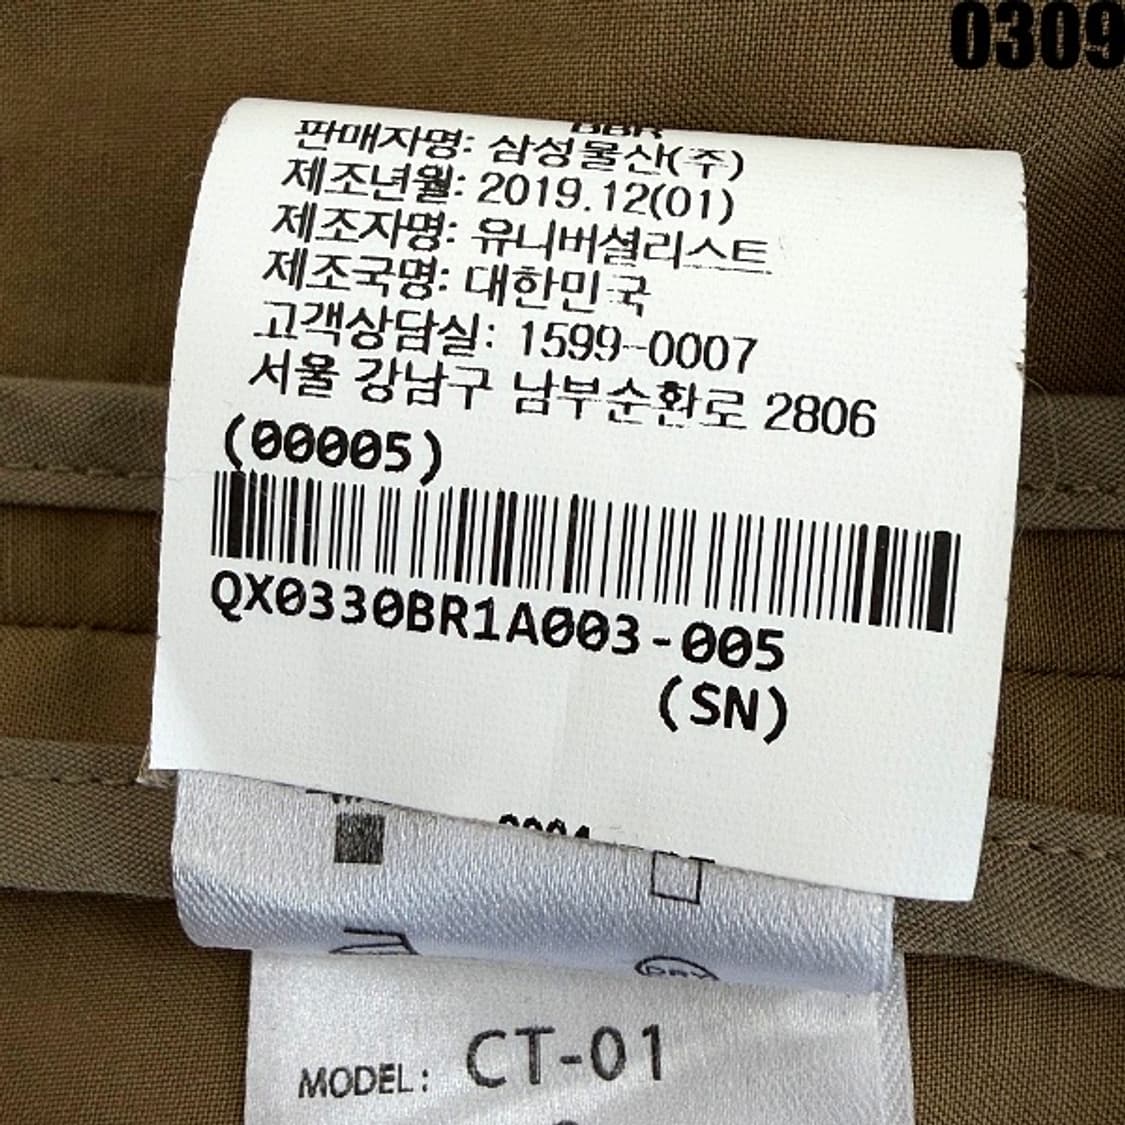 0309
BBR
판매자명: 삼성물산(주)
제조년월: 2019.12(01)
제조자명: 유니버셜리스트
제조국명: 대한민국
고객상담실: 1599-0007
서울 강남구 남부순환로 2806
(00005)
QX0330BR1A003-005
(SN)
DRY
MODEL: CT-01